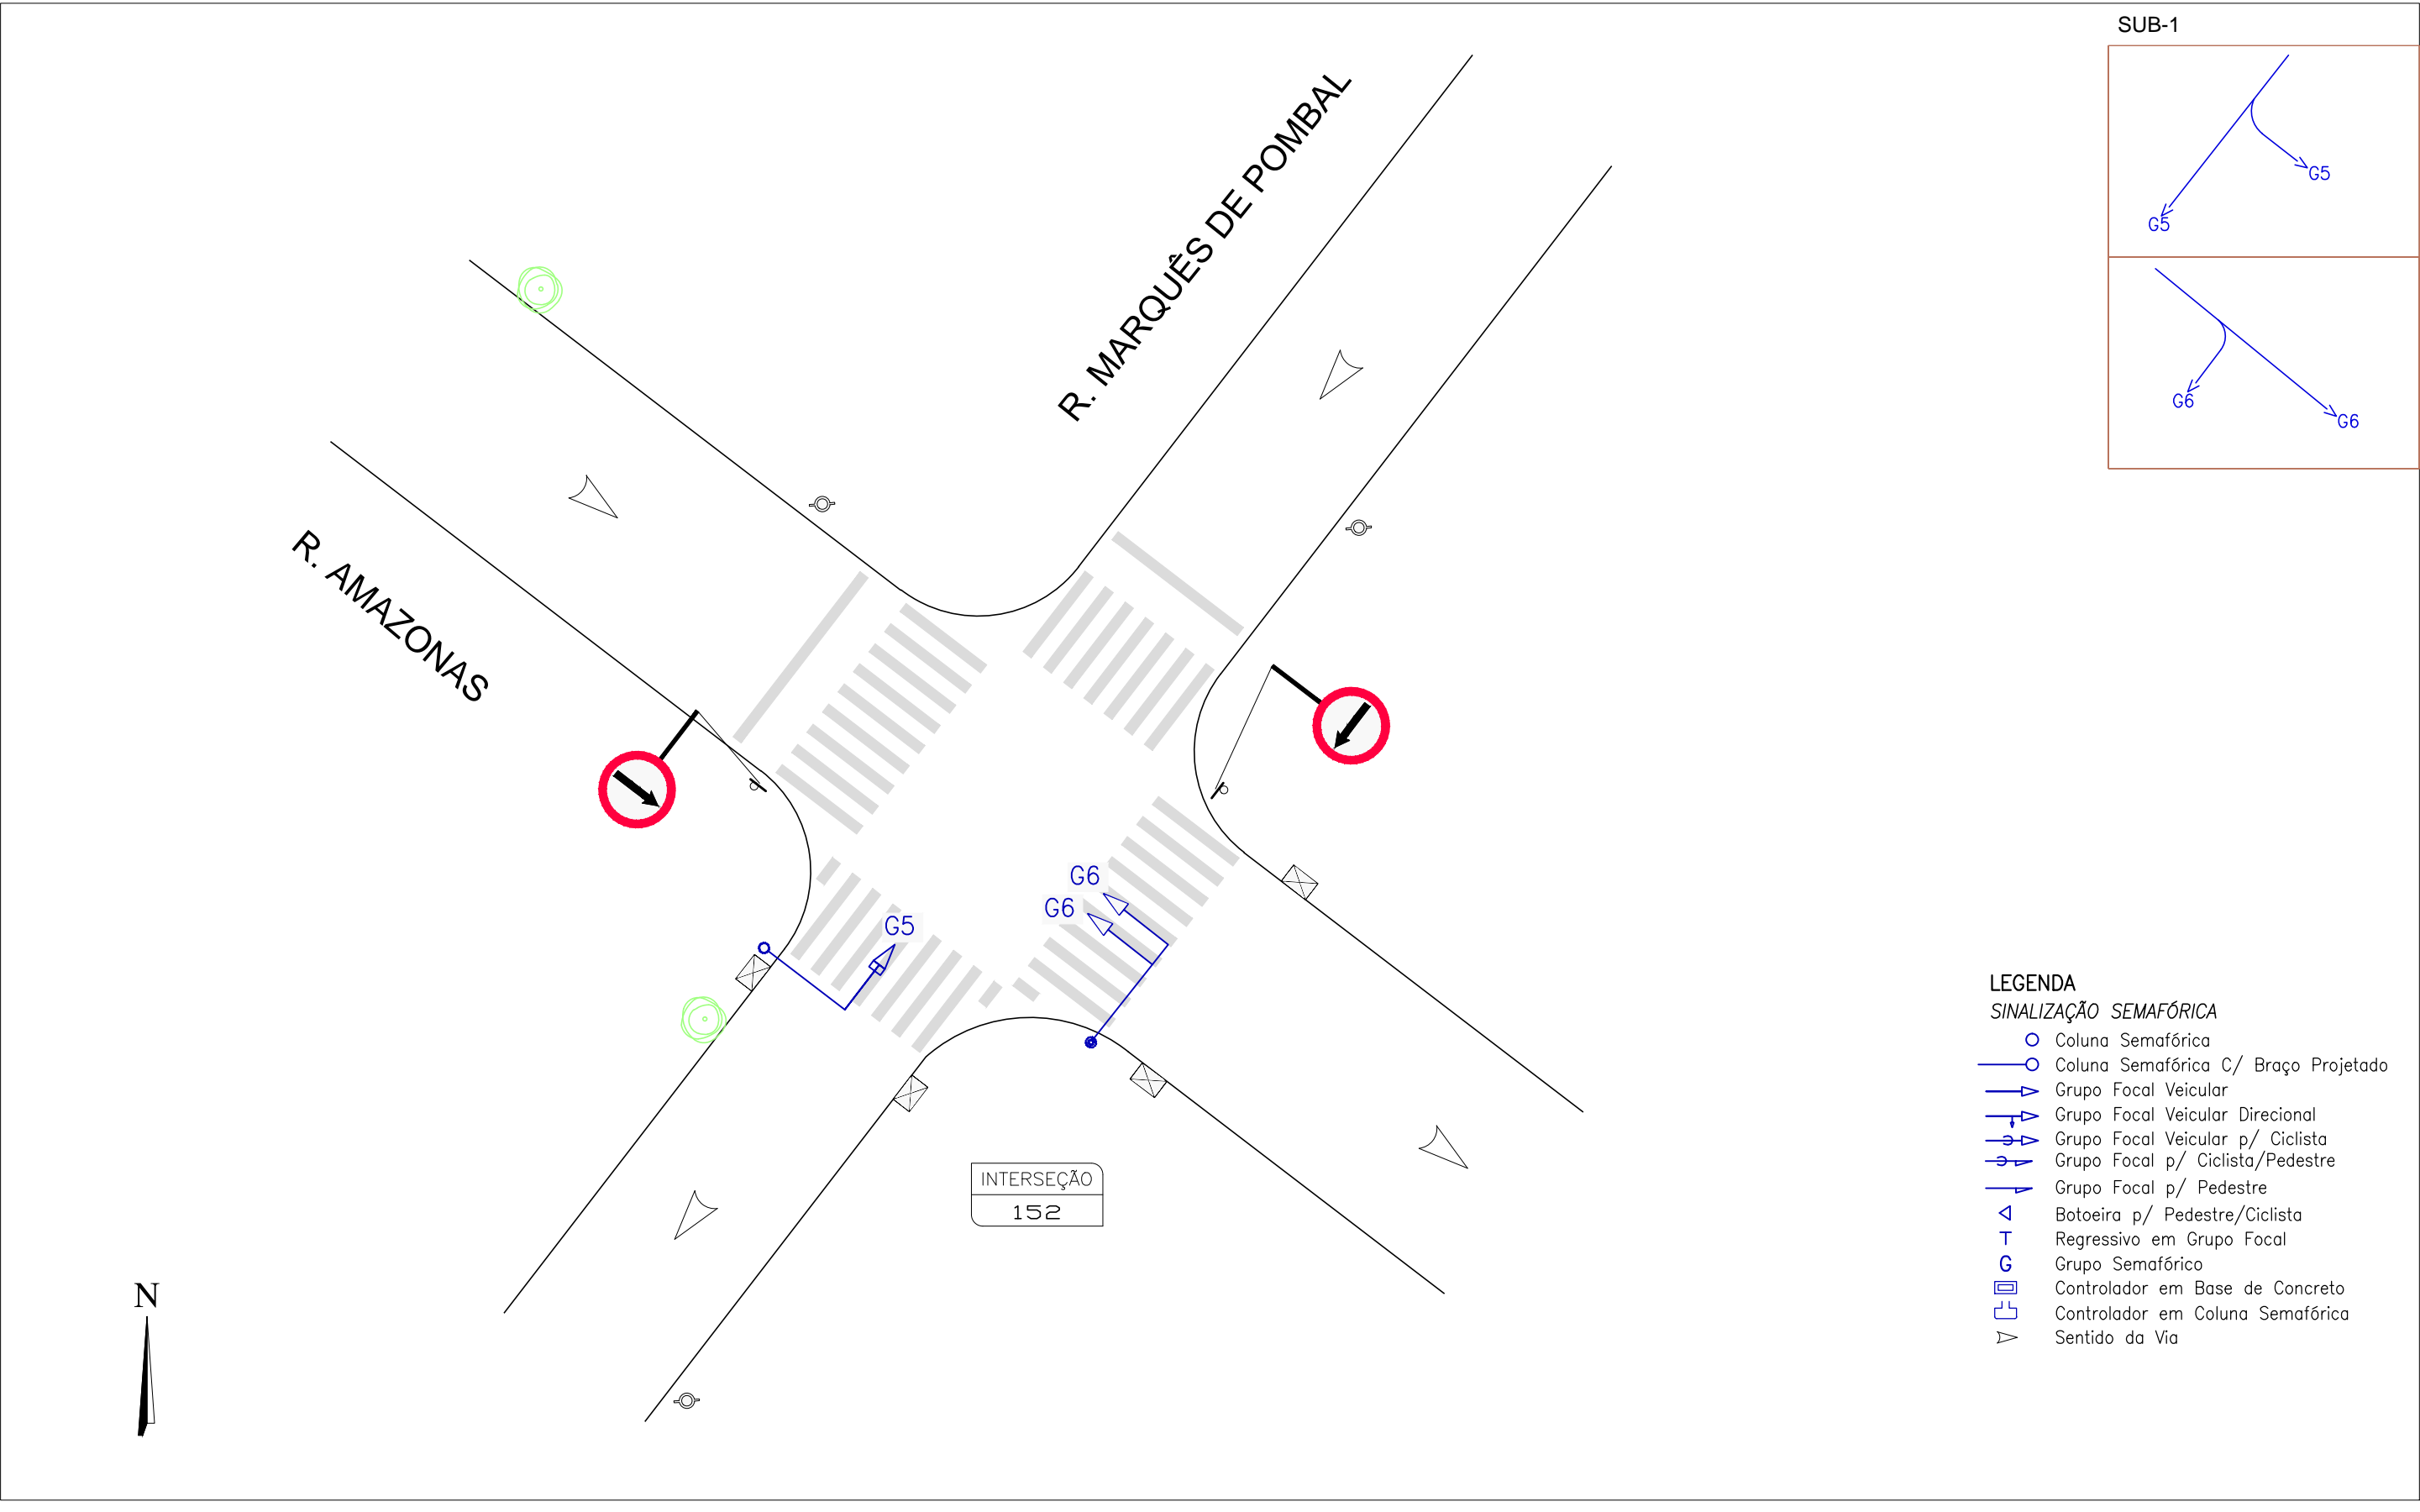 SUB-1
G5
G5
G6
G6
R. MARQUÊS DE POMBAL
R. AMAZONAS
G6
G6
G5
INTERSEÇÃO
152
N
LEGENDA
SINALIZAÇÃO SEMAFÓRICA
Coluna Semafórica
Coluna Semafórica C/ Braço Projetado
Grupo Focal Veicular
Grupo Focal Veicular Direcional
Grupo Focal Veicular p/ Ciclista
Grupo Focal p/ Ciclista/Pedestre
Grupo Focal p/ Pedestre
Botoeira p/ Pedestre/Ciclista
T Regressivo em Grupo Focal
G Grupo Semafórico
Controlador em Base de Concreto
Controlador em Coluna Semafórica
Sentido da Via